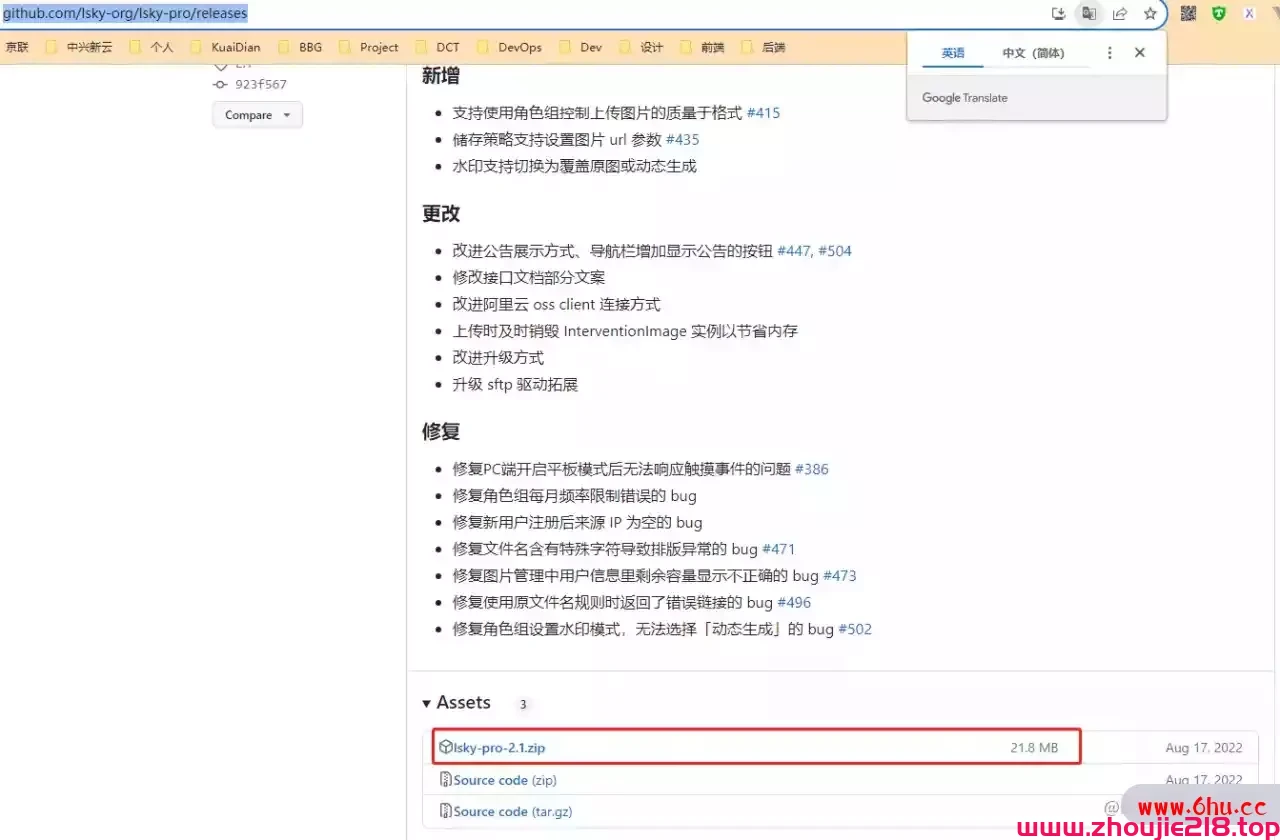 github.com/lsky-org/lsky-pro/releases
京联 中兴新云 个人 KuaiDian BBG Project DCT DevOps Dev 设计 前端 后端
英语 中文（简体）
Google Translate
923f567
Compare
新增
支持使用角色组控制上传图片的质量于格式 #415
储存策略支持设置图片 url 参数 #435
水印支持切换为覆盖原图或动态生成
更改
改进公告展示方式、导航栏增加显示公告的按钮 #447, #504
修改接口文档部分文案
改进阿里云 oss client 连接方式
上传时及时销毁 InterventionImage 实例以节省内存
改进升级方式
升级 sftp 驱动拓展
修复
修复PC端开启平板模式后无法响应触摸事件的问题 #386
修复角色组每月频率限制错误的 bug
修复新用户注册后来源 IP 为空的 bug
修复文件名含有特殊字符导致排版异常的 bug #471
修复图片管理中用户信息里剩余容量显示不正确的 bug #473
修复使用原文件名规则时返回了错误链接的 bug #496
修复角色组设置水印模式，无法选择「动态生成」的 bug #502
Assets 3
lsky-pro-2.1.zip 21.8 MB Aug 17, 2022
Source code (zip) Aug 17, 2022
Source code (tar.gz)
@
www.6hu.cc
www.zhoujie218.top